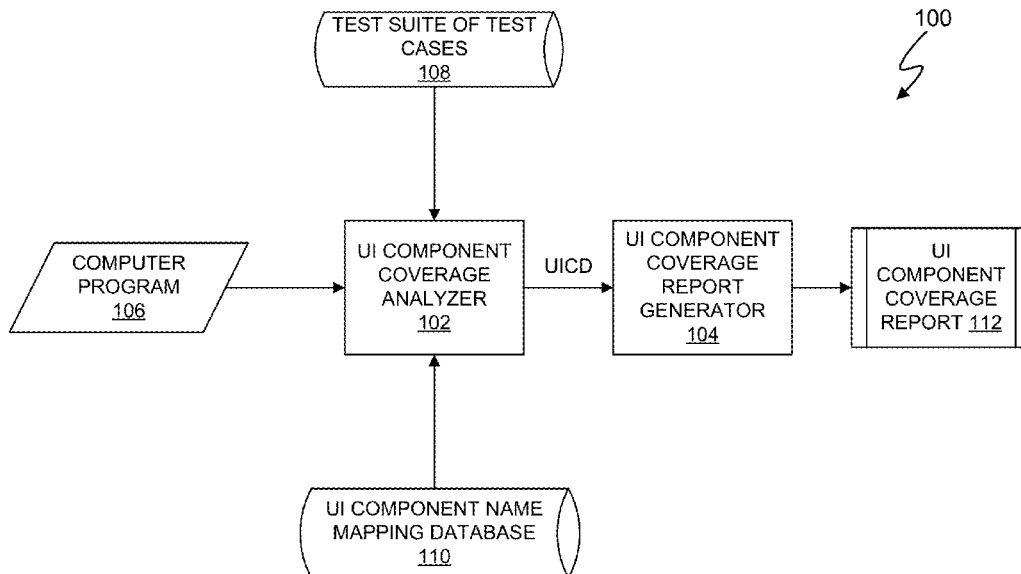 TEST SUITE OF TEST
CASES
108
100
COMPUTER
PROGRAM
106
UI COMPONENT
COVERAGE
ANALYZER
102
UICD
UI COMPONENT
COVERAGE
REPORT
GENERATOR
104
UI
COMPONENT
COVERAGE
REPORT 112
UI COMPONENT NAME
MAPPING DATABASE
110